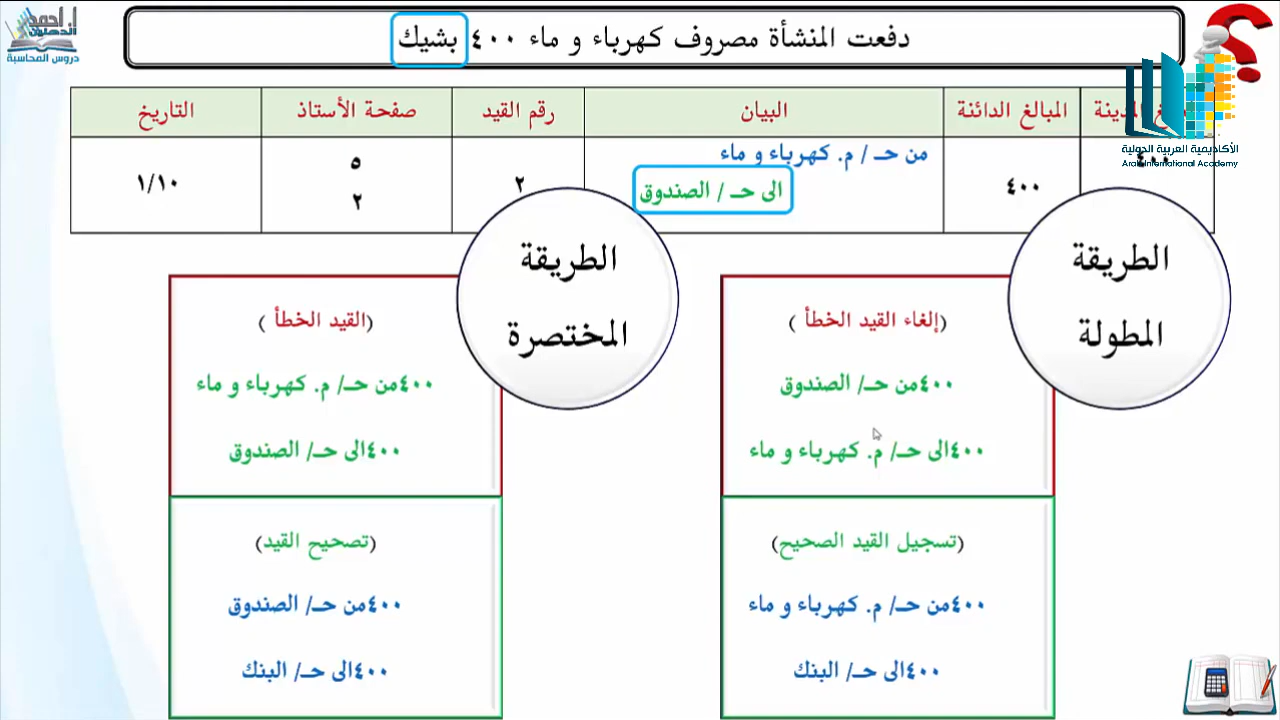 أ. أحمد
دروس المحاسبة
دفعت المنشأة مصروف كهرباء و ماء ٤٠٠ بشيك
الأكاديمية العربية الدولية
Arab International Academy
المبالغ الدائنة البيان رقم القيد صفحة الأستاذ التاريخ
من حـ / م. كهرباء و ماء
٤٠٠ الى حـ / الصندوق ٢ ٥ ١/١٠
٢
الطريقة
المطولة
(إلغاء القيد الخطأ )
٤٠٠من حـ/ الصندوق
٤٠٠الى حـ/ م. كهرباء و ماء
(تسجيل القيد الصحيح)
٤٠٠من حـ/ م. كهرباء و ماء
٤٠٠الى حـ/ البنك
الطريقة
المختصرة
(القيد الخطأ )
٤٠٠من حـ/ م. كهرباء و ماء
٤٠٠الى حـ/ الصندوق
(تصحيح القيد)
٤٠٠من حـ/ الصندوق
٤٠٠الى حـ/ البنك